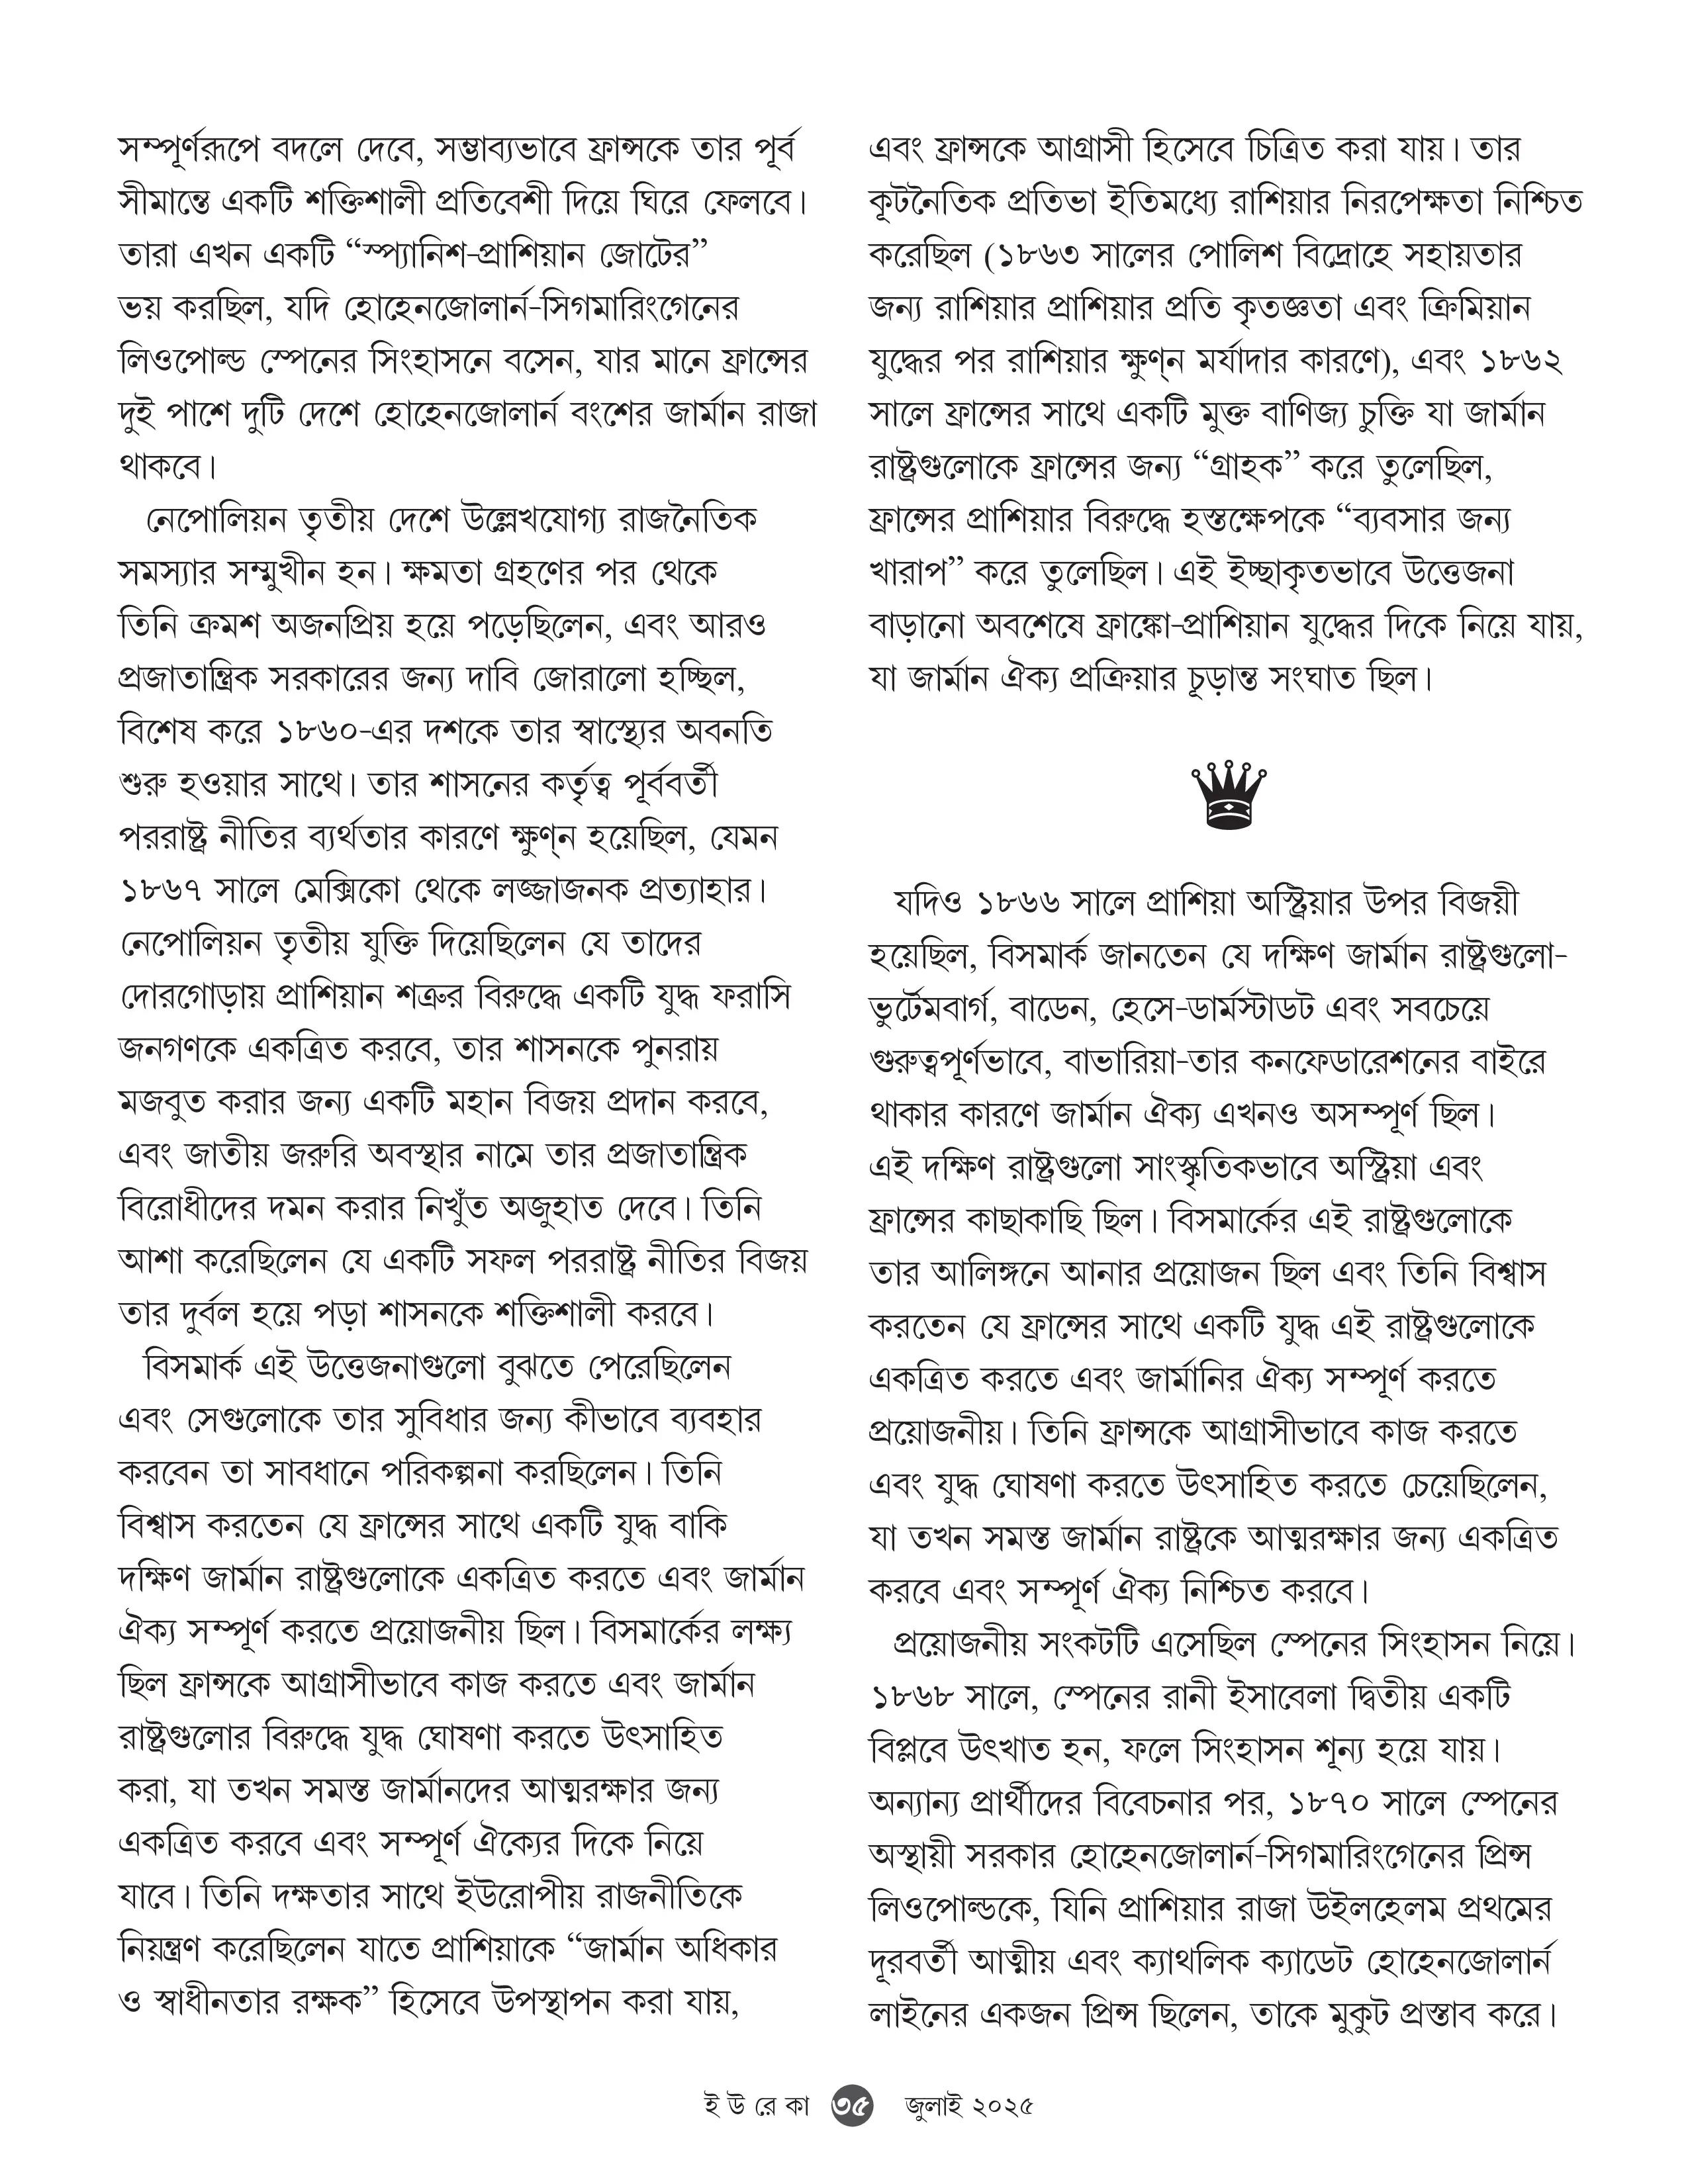 সম্পূর্ণরূপে বদলে দেবে, সম্ভাব্যভাবে ফ্রান্সকে তার পূর্ব
সীমান্তে একটি শক্তিশালী প্রতিবেশী দিয়ে ঘিরে ফেলবে।
তারা এখন একটি “স্প্যানিশ-প্রাশিয়ান জোটের”
ভয় করছিল, যদি হোহেনজোলার্ন-সিগমারিংগেনের
লিওপোল্ড স্পেনের সিংহাসনে বসেন, যার মানে ফ্রান্সের
দুই পাশে দুটি দেশে হোহেনজোলার্ন বংশের জার্মান রাজা
থাকবে।
নেপোলিয়ন তৃতীয় দেশে উল্লেখযোগ্য রাজনৈতিক
সমস্যার সম্মুখীন হন। ক্ষমতা গ্রহণের পর থেকে
তিনি ক্রমশ অজনপ্রিয় হয়ে পড়েছিলেন, এবং আরও
প্রজাতান্ত্রিক সরকারের জন্য দাবি জোরালো হচ্ছিল,
বিশেষ করে ১৮৬০-এর দশকে তার স্বাস্থ্যের অবনতি
শুরু হওয়ার সাথে। তার শাসনের কর্তৃত্ব পূর্ববর্তী
পররাষ্ট্র নীতির ব্যর্থতার কারণে ক্ষুণ্ন হয়েছিল, যেমন
১৮৬৭ সালে মেক্সিকো থেকে লজ্জাজনক প্রত্যাহার।
নেপোলিয়ন তৃতীয় যুক্তি দিয়েছিলেন যে তাদের
দোরগোড়ায় প্রাশিয়ান শত্রুর বিরুদ্ধে একটি যুদ্ধ ফরাসি
জনগণকে একত্রিত করবে, তার শাসনকে পুনরায়
মজবুত করার জন্য একটি মহান বিজয় প্রদান করবে,
এবং জাতীয় জরুরি অবস্থার নামে তার প্রজাতান্ত্রিক
বিরোধীদের দমন করার নিখুঁত অজুহাত দেবে। তিনি
আশা করেছিলেন যে একটি সফল পররাষ্ট্র নীতির বিজয়
তার দুর্বল হয়ে পড়া শাসনকে শক্তিশালী করবে।
বিসমার্ক এই উত্তেজনাগুলো বুঝতে পেরেছিলেন
এবং সেগুলোকে তার সুবিধার জন্য কীভাবে ব্যবহার
করবেন তা সাবধানে পরিকল্পনা করছিলেন। তিনি
বিশ্বাস করতেন যে ফ্রান্সের সাথে একটি যুদ্ধ বাকি
দক্ষিণ জার্মান রাষ্ট্রগুলোকে একত্রিত করতে এবং জার্মান
ঐক্য সম্পূর্ণ করতে প্রয়োজনীয় ছিল। বিসমার্কের লক্ষ্য
ছিল ফ্রান্সকে আগ্রাসীভাবে কাজ করতে এবং জার্মান
রাষ্ট্রগুলোর বিরুদ্ধে যুদ্ধ ঘোষণা করতে উৎসাহিত
করা, যা তখন সমস্ত জার্মানদের আত্মরক্ষার জন্য
একত্রিত করবে এবং সম্পূর্ণ ঐক্যের দিকে নিয়ে
যাবে। তিনি দক্ষতার সাথে ইউরোপীয় রাজনীতিকে
নিয়ন্ত্রণ করেছিলেন যাতে প্রাশিয়াকে “জার্মান অধিকার
ও স্বাধীনতার রক্ষক” হিসেবে উপস্থাপন করা যায়,
এবং ফ্রান্সকে আগ্রাসী হিসেবে চিত্রিত করা যায়। তার
কূটনৈতিক প্রতিভা ইতিমধ্যে রাশিয়ার নিরপেক্ষতা নিশ্চিত
করেছিল (১৮৬৩ সালের পোলিশ বিদ্রোহে সহায়তার
জন্য রাশিয়ার প্রাশিয়ার প্রতি কৃতজ্ঞতা এবং ক্রিমিয়ান
যুদ্ধের পর রাশিয়ার ক্ষুণ্ন মর্যাদার কারণে), এবং ১৮৬২
সালে ফ্রান্সের সাথে একটি মুক্ত বাণিজ্য চুক্তি যা জার্মান
রাষ্ট্রগুলোকে ফ্রান্সের জন্য “গ্রাহক” করে তুলেছিল,
ফ্রান্সের প্রাশিয়ার বিরুদ্ধে হস্তক্ষেপকে “ব্যবসার জন্য
খারাপ” করে তুলেছিল। এই ইচ্ছাকৃতভাবে উত্তেজনা
বাড়ানো অবশেষে ফ্রাঙ্কো-প্রাশিয়ান যুদ্ধের দিকে নিয়ে যায়,
যা জার্মান ঐক্য প্রক্রিয়ার চূড়ান্ত সংঘাত ছিল।
যদিও ১৮৬৬ সালে প্রাশিয়া অস্ট্রিয়ার উপর বিজয়ী
হয়েছিল, বিসমার্ক জানতেন যে দক্ষিণ জার্মান রাষ্ট্রগুলো-
ভুর্টেমবার্গ, বাডেন, হেসে-ডার্মস্টাডট এবং সবচেয়ে
গুরুত্বপূর্ণভাবে, বাভারিয়া-তার কনফেডারেশনের বাইরে
থাকার কারণে জার্মান ঐক্য এখনও অসম্পূর্ণ ছিল।
এই দক্ষিণ রাষ্ট্রগুলো সাংস্কৃতিকভাবে অস্ট্রিয়া এবং
ফ্রান্সের কাছাকাছি ছিল। বিসমার্কের এই রাষ্ট্রগুলোকে
তার আলিঙ্গনে আনার প্রয়োজন ছিল এবং তিনি বিশ্বাস
করতেন যে ফ্রান্সের সাথে একটি যুদ্ধ এই রাষ্ট্রগুলোকে
একত্রিত করতে এবং জার্মানির ঐক্য সম্পূর্ণ করতে
প্রয়োজনীয়। তিনি ফ্রান্সকে আগ্রাসীভাবে কাজ করতে
এবং যুদ্ধ ঘোষণা করতে উৎসাহিত করতে চেয়েছিলেন,
যা তখন সমস্ত জার্মান রাষ্ট্রকে আত্মরক্ষার জন্য একত্রিত
করবে এবং সম্পূর্ণ ঐক্য নিশ্চিত করবে।
প্রয়োজনীয় সংকটটি এসেছিল স্পেনের সিংহাসন নিয়ে।
১৮৬৮ সালে, স্পেনের রানী ইসাবেলা দ্বিতীয় একটি
বিপ্লবে উৎখাত হন, ফলে সিংহাসন শূন্য হয়ে যায়।
অন্যান্য প্রার্থীদের বিবেচনার পর, ১৮৭০ সালে স্পেনের
অস্থায়ী সরকার হোহেনজোলার্ন-সিগমারিংগেনের প্রিন্স
লিওপোল্ডকে, যিনি প্রাশিয়ার রাজা উইলহেলম প্রথমের
দূরবর্তী আত্মীয় এবং ক্যাথলিক ক্যাডেট হোহেনজোলার্ন
লাইনের একজন প্রিন্স ছিলেন, তাকে মুকুট প্রস্তাব করে।
ই উ রে কা ৩৫ জুলাই ২০২৫